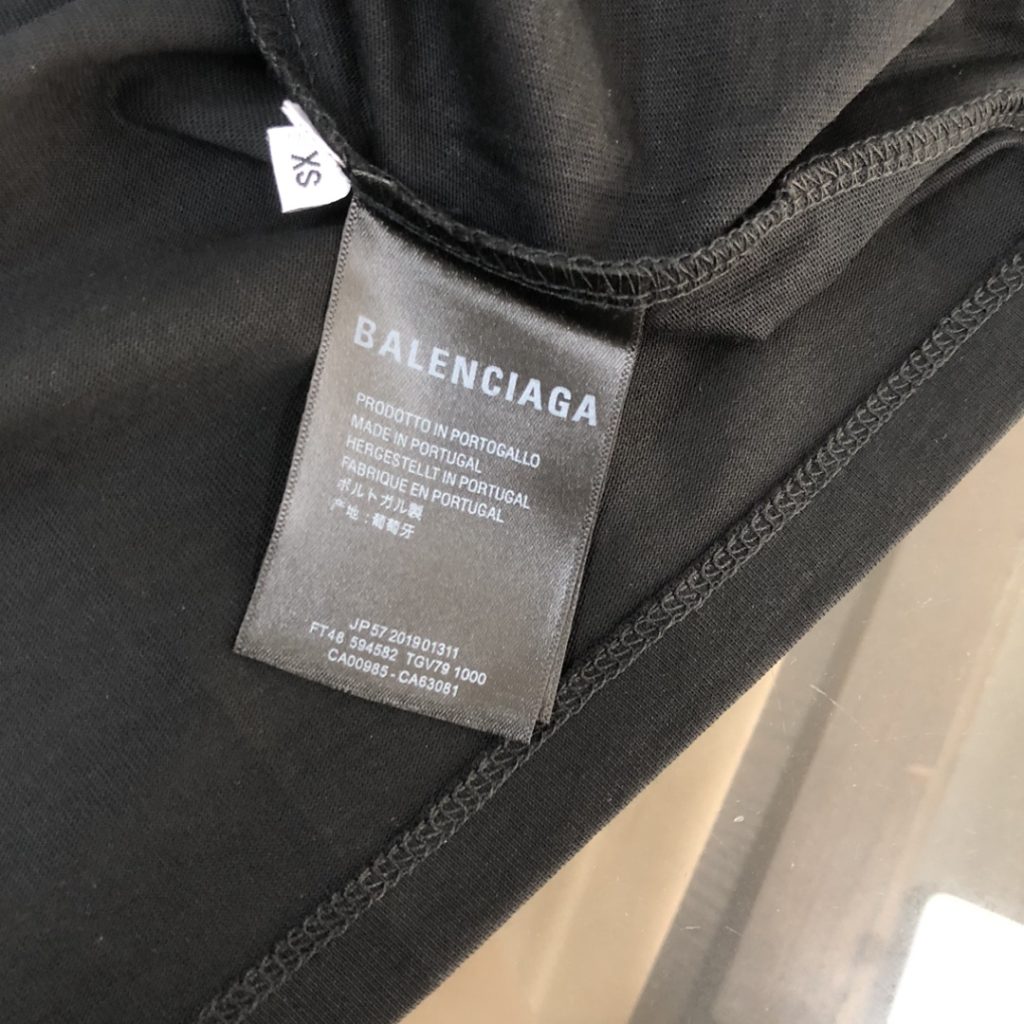 XS
BALENCIAGA
PRODOTTO IN PORTOGALLO
MADE IN PORTUGAL
HERGESTELLT IN PORTUGAL
FABRIQUE EN PORTUGAL
ポルトガル製
产地:葡萄牙
JP57 201901311
FT48 594582 TGV79 1000
CA00985-CA63081